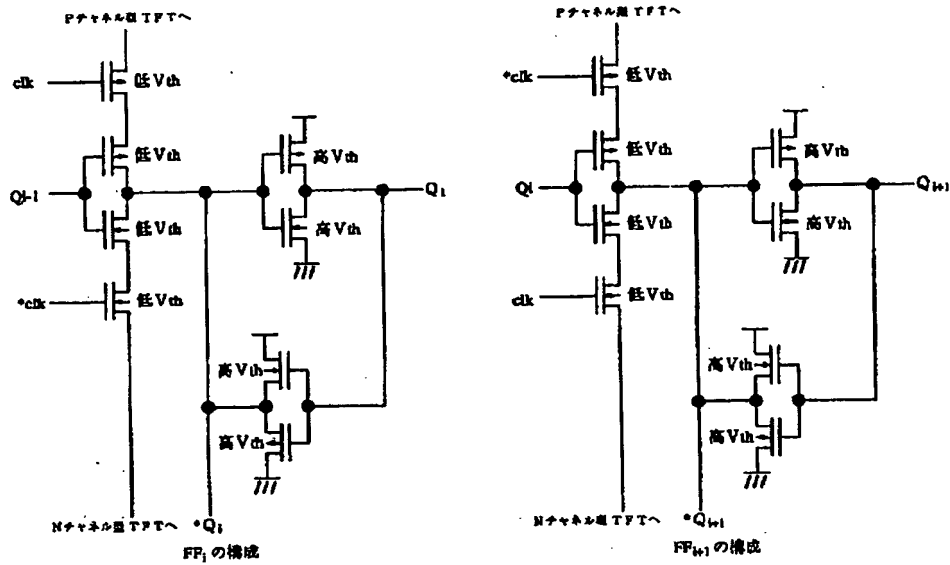 Pチャネル型TFTへ
clk
低Vth
低Vth
Qi-1
低Vth
*clk
低Vth
高Vth
高Vth
Qi
高Vth
高Vth
Nチャネル型TFTへ
*Qi
FFiの構成
Pチャネル型TFTへ
*clk
低Vth
低Vth
Qi
低Vth
clk
低Vth
高Vth
高Vth
Qi+1
高Vth
高Vth
Nチャネル型TFTへ
*Qi+1
FFi+1の構成